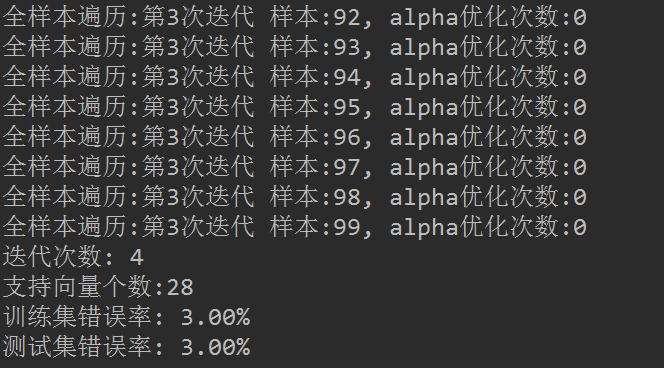 全样本遍历:第3次迭代 样本:92, alpha优化次数:0
全样本遍历:第3次迭代 样本:93, alpha优化次数:0
全样本遍历:第3次迭代 样本:94, alpha优化次数:0
全样本遍历:第3次迭代 样本:95, alpha优化次数:0
全样本遍历:第3次迭代 样本:96, alpha优化次数:0
全样本遍历:第3次迭代 样本:97, alpha优化次数:0
全样本遍历:第3次迭代 样本:98, alpha优化次数:0
全样本遍历:第3次迭代 样本:99, alpha优化次数:0
迭代次数: 4
支持向量个数:28
训练集错误率: 3.00%
测试集错误率: 3.00%